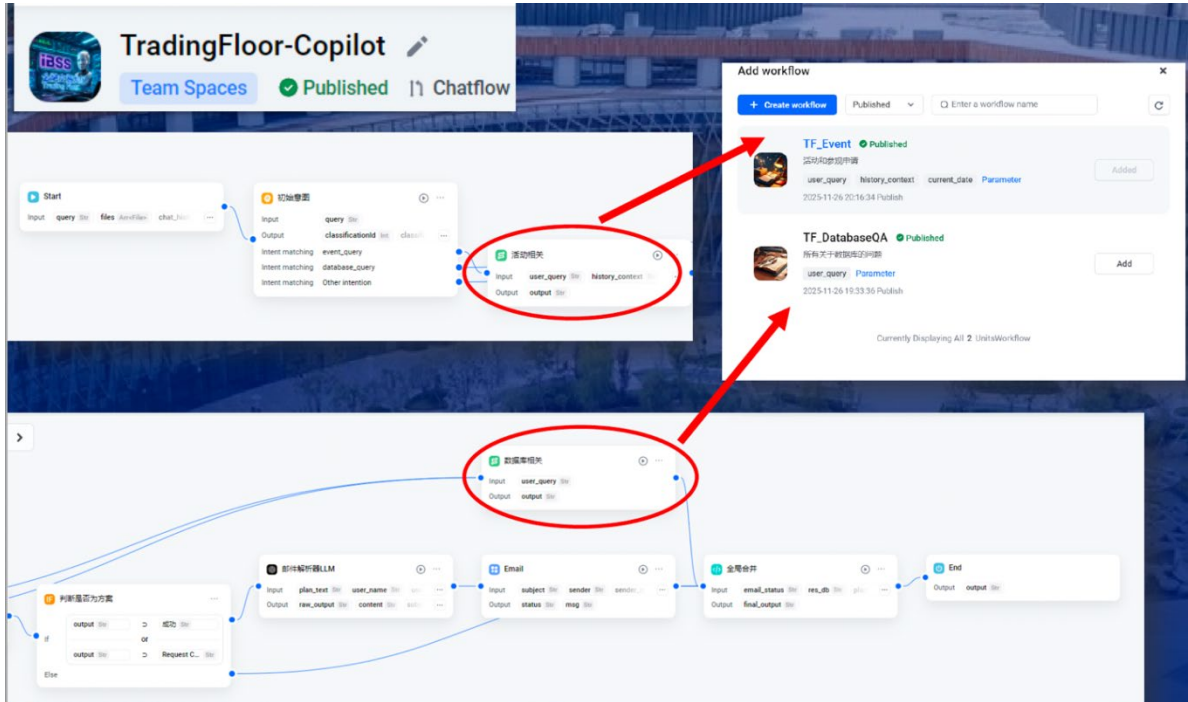 iBSS
TradingFloor-Copilot
Team Spaces
Published
Chatflow
Start
Input query Str files Arr<File> chat_his
初始意图
Input query Str
Output classificationId Int classifi
Intent matching event_query
Intent matching database_query
Intent matching Other intention
活动相关
Input user_query Str history_context
Output output Str
Add workflow
+ Create workflow
Published
Enter a workflow name
TF_Event Published
活动和参观申请
user_query history_context current_date Parameter
2025-11-26 20:16:34 Publish
Added
TF_DatabaseQA Published
所有关于数据库的问题
user_query Parameter
2025-11-26 19:33:36 Publish
Add
Currently Displaying All 2 UnitsWorkflow
数据库相关
Input user_query Str
Output output Str
判断是否为方案
If
output Str ⊃ 成功 Str
or
output Str ⊃ Request C... Str
Else
邮件解析器LLM
Input plan_text Str user_name Str
Output raw_output Str content Str
Email
Input subject Str sender Str sender_
Output status Str msg Str
全局合并
Input email_status Str res_db Str
Output final_output Str
End
Output output Str